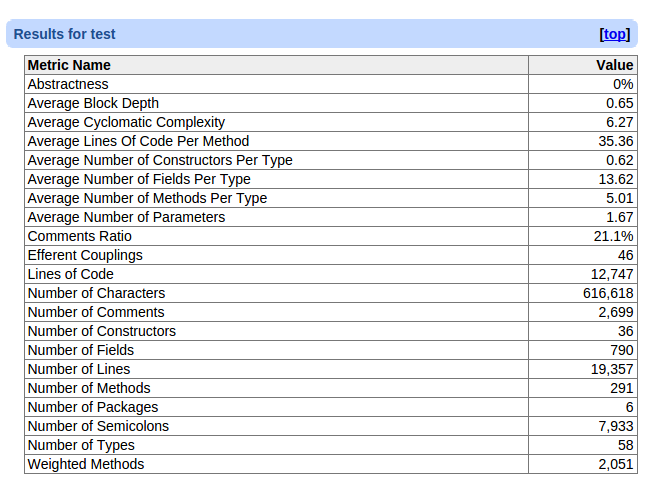 Results for test [top]
Metric Name Value
Abstractness 0%
Average Block Depth 0.65
Average Cyclomatic Complexity 6.27
Average Lines Of Code Per Method 35.36
Average Number of Constructors Per Type 0.62
Average Number of Fields Per Type 13.62
Average Number of Methods Per Type 5.01
Average Number of Parameters 1.67
Comments Ratio 21.1%
Efferent Couplings 46
Lines of Code 12,747
Number of Characters 616,618
Number of Comments 2,699
Number of Constructors 36
Number of Fields 790
Number of Lines 19,357
Number of Methods 291
Number of Packages 6
Number of Semicolons 7,933
Number of Types 58
Weighted Methods 2,051